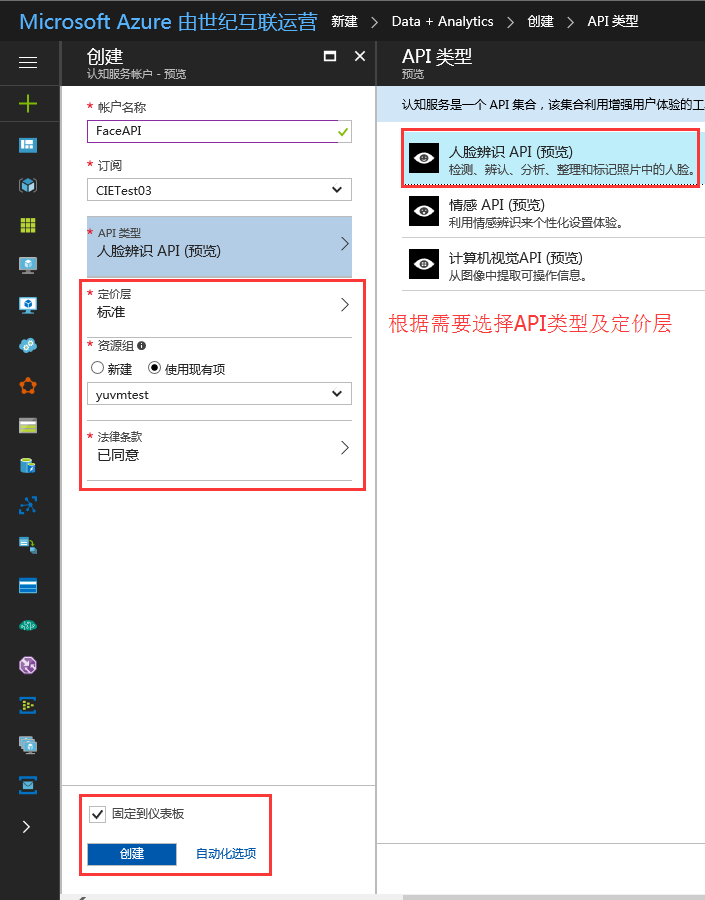 Microsoft Azure 由世纪互联运营 新建 > Data + Analytics > 创建 > API 类型
创建
认知服务帐户 - 预览
* 帐户名称
FaceAPI
* 订阅
CIETest03
* API 类型
人脸辨识 API (预览)
* 定价层
标准
* 资源组
新建 使用现有项
yuvmtest
* 法律条款
已同意
固定到仪表板
创建 自动化选项
API 类型
预览
认知服务是一个 API 集合，该集合利用增强用户体验的工
人脸辨识 API (预览)
检测、辨认、分析、整理和标记照片中的人脸。
情感 API (预览)
利用情感辨识来个性化设置体验。
计算机视觉API (预览)
从图像中提取可操作信息。
根据需要选择API类型及定价层